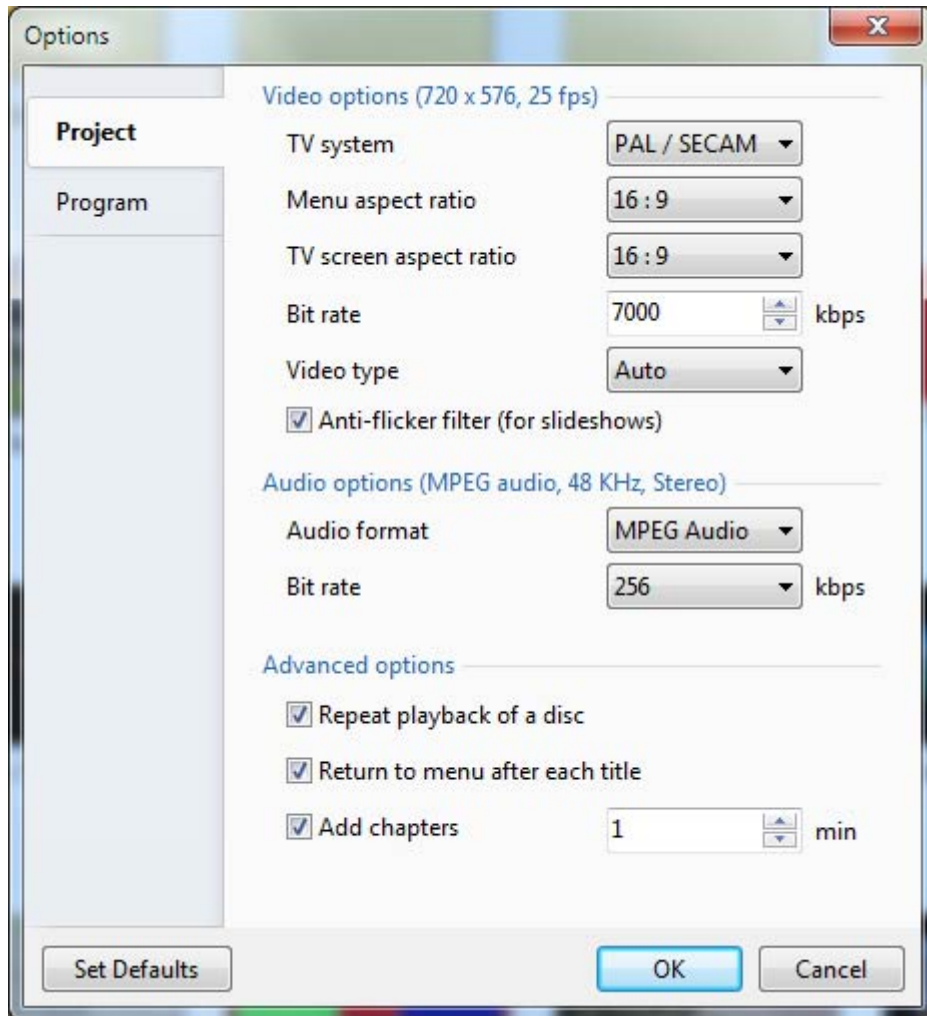 Options
Project
Program
Video options (720 x 576, 25 fps)
TV system PAL / SECAM
Menu aspect ratio 16 : 9
TV screen aspect ratio 16 : 9
Bit rate 7000 kbps
Video type Auto
Anti-flicker filter (for slideshows)
Audio options (MPEG audio, 48 KHz, Stereo)
Audio format MPEG Audio
Bit rate 256 kbps
Advanced options
Repeat playback of a disc
Return to menu after each title
Add chapters 1 min
Set Defaults OK Cancel